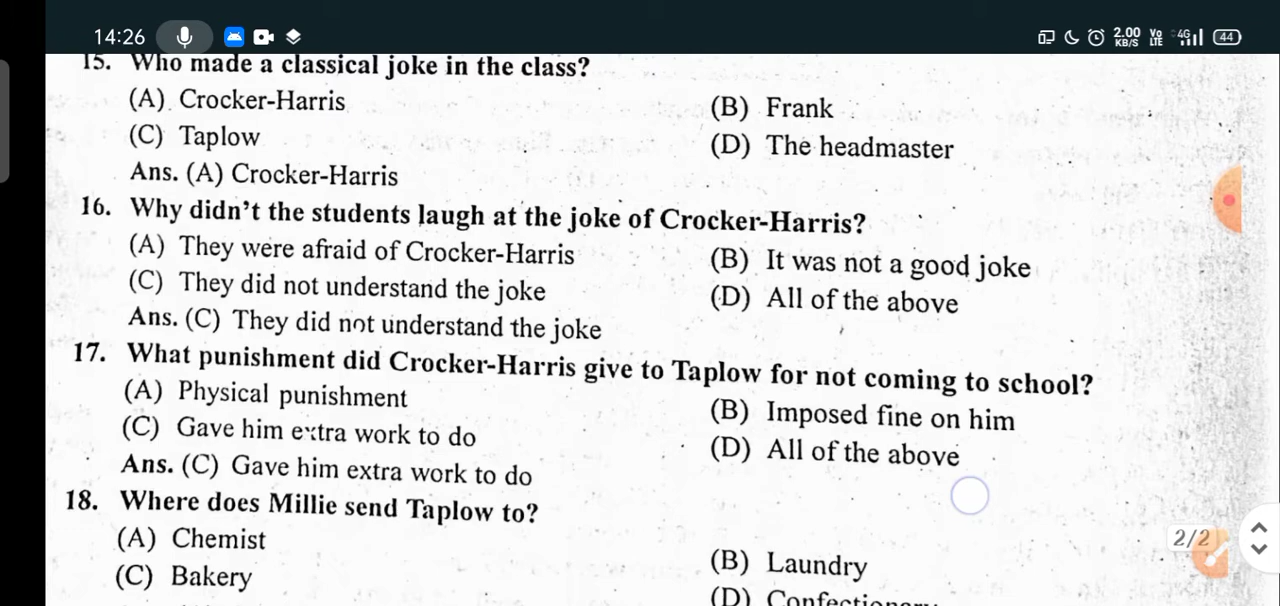 14:26 2.00 KB/S Vo LTE 4G 44
15. Who made a classical joke in the class?
(A) Crocker-Harris (B) Frank
(C) Taplow (D) The headmaster
Ans. (A) Crocker-Harris
16. Why didn't the students laugh at the joke of Crocker-Harris?
(A) They were afraid of Crocker-Harris (B) It was not a good joke
(C) They did not understand the joke (D) All of the above
Ans. (C) They did not understand the joke
17. What punishment did Crocker-Harris give to Taplow for not coming to school?
(A) Physical punishment (B) Imposed fine on him
(C) Gave him extra work to do (D) All of the above
Ans. (C) Gave him extra work to do
18. Where does Millie send Taplow to?
(A) Chemist (B) Laundry
(C) Bakery (D) Confectionery
2/2